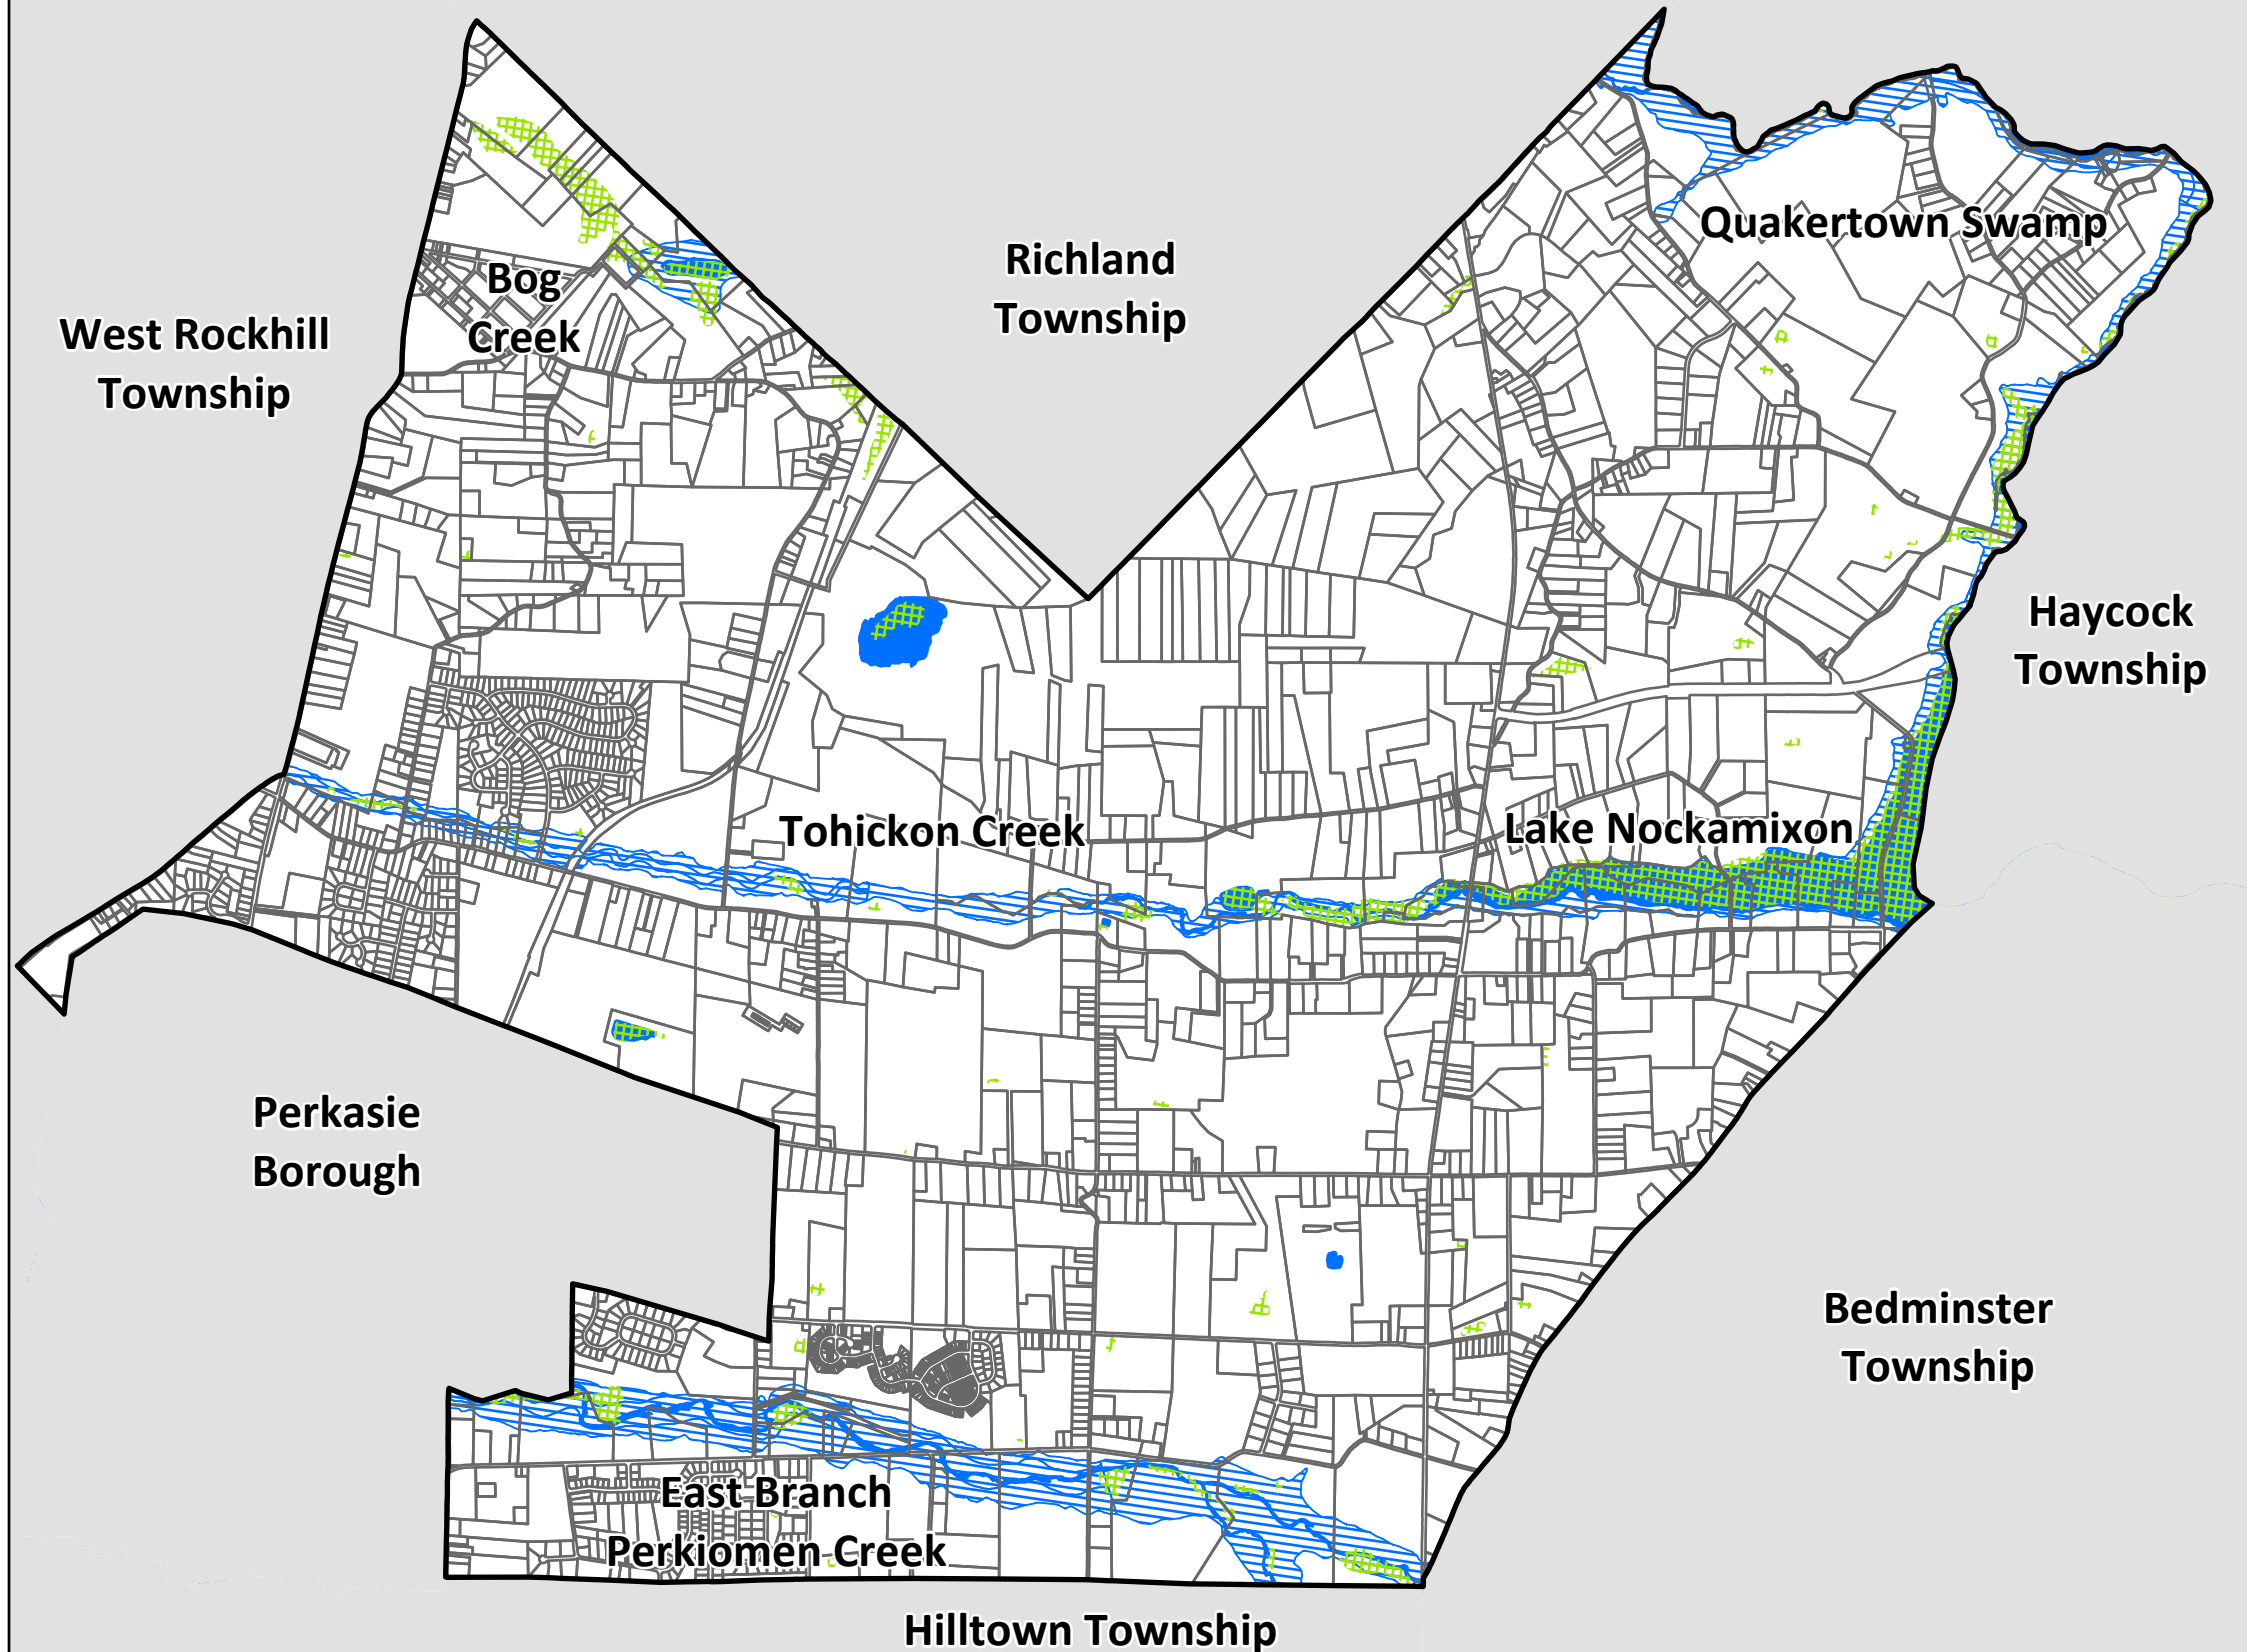 Quakertown Swamp
Richland
Township
Bog
Creek
West Rockhill
Township
Haycock
Township
Tohickon Creek
Lake Nockamixon
Perkasie
Borough
Bedminster
Township
East Branch
Perkiomen Creek
Hilltown Township